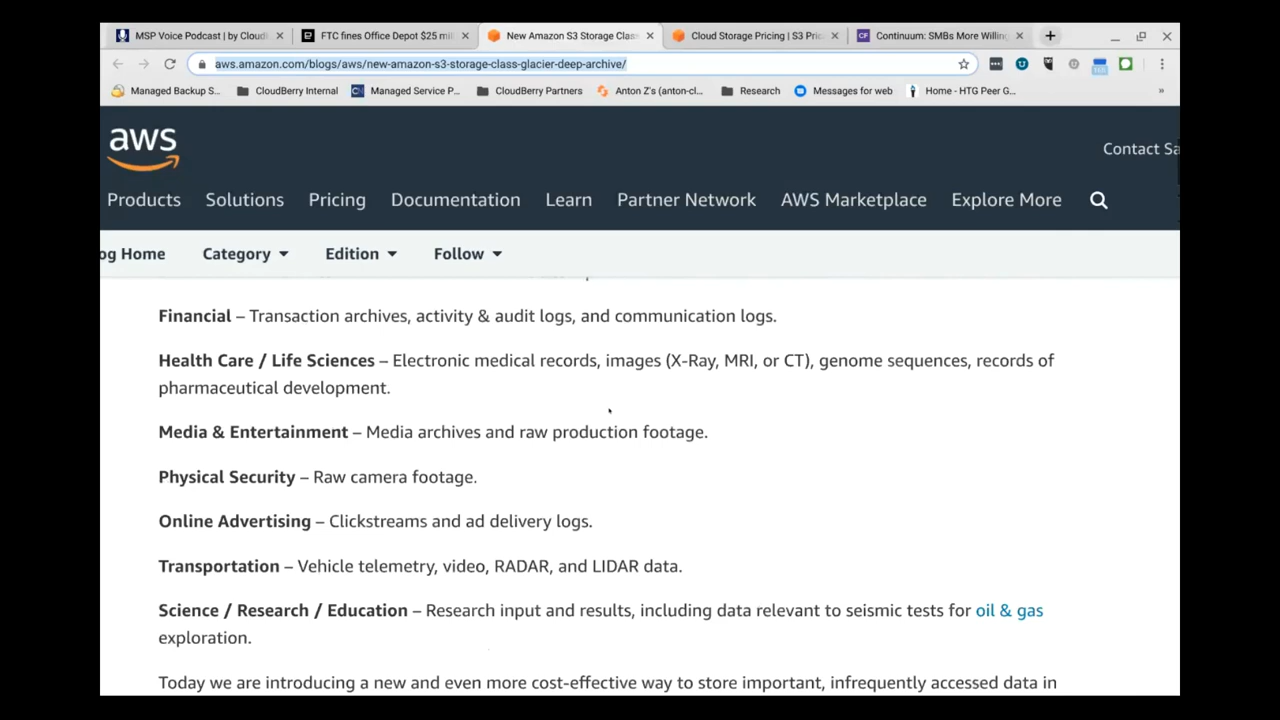 MSP Voice Podcast | by Cloudl
FTC fines Office Depot $25 mil
New Amazon S3 Storage Clas
Cloud Storage Pricing | S3 Pric
Continuum: SMBs More Willing
aws.amazon.com/blogs/aws/new-amazon-s3-storage-class-glacier-deep-archive/
Managed Backup S...
CloudBerry Internal
Managed Service P...
CloudBerry Partners
Anton Z's (anton-cl...
Research
Messages for web
Home - HTG Peer G...
aws
Contact Sa
Products Solutions Pricing Documentation Learn Partner Network AWS Marketplace Explore More
og Home Category Edition Follow
Financial – Transaction archives, activity & audit logs, and communication logs.
Health Care / Life Sciences – Electronic medical records, images (X-Ray, MRI, or CT), genome sequences, records of
pharmaceutical development.
Media & Entertainment – Media archives and raw production footage.
Physical Security – Raw camera footage.
Online Advertising – Clickstreams and ad delivery logs.
Transportation – Vehicle telemetry, video, RADAR, and LIDAR data.
Science / Research / Education – Research input and results, including data relevant to seismic tests for oil & gas
exploration.
Today we are introducing a new and even more cost-effective way to store important, infrequently accessed data in